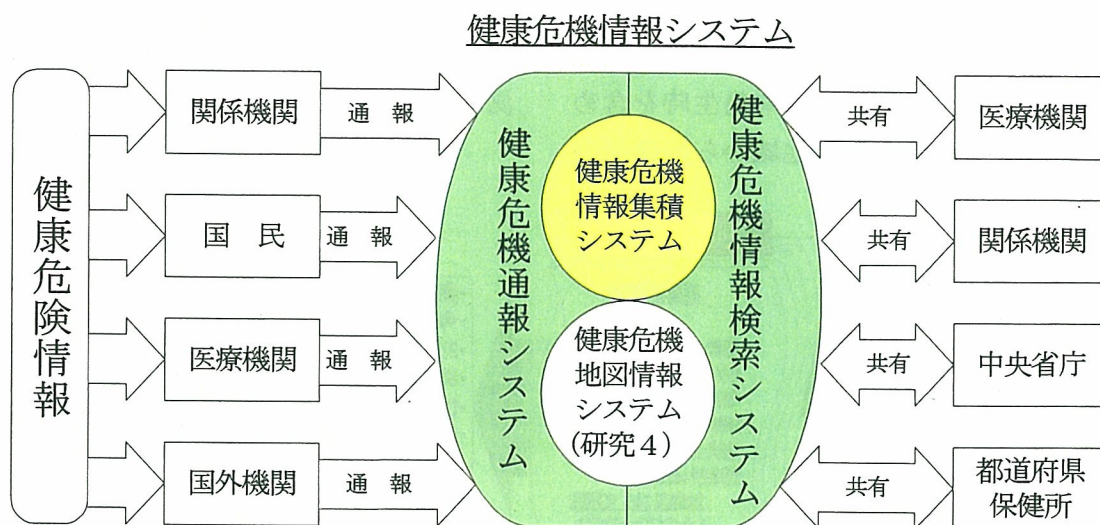 健康危機情報システム
健康危険情報
関係機関
通 報
国 民
通 報
医療機関
通 報
国外機関
通 報
健康危機通報システム
健康危機
情報集積
システム
健康危機
地図情報
システム
(研究4)
健康危機情報検索システム
共有
医療機関
共有
関係機関
共有
中央省庁
共有
都道府県
保健所